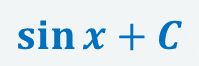 sin x + C